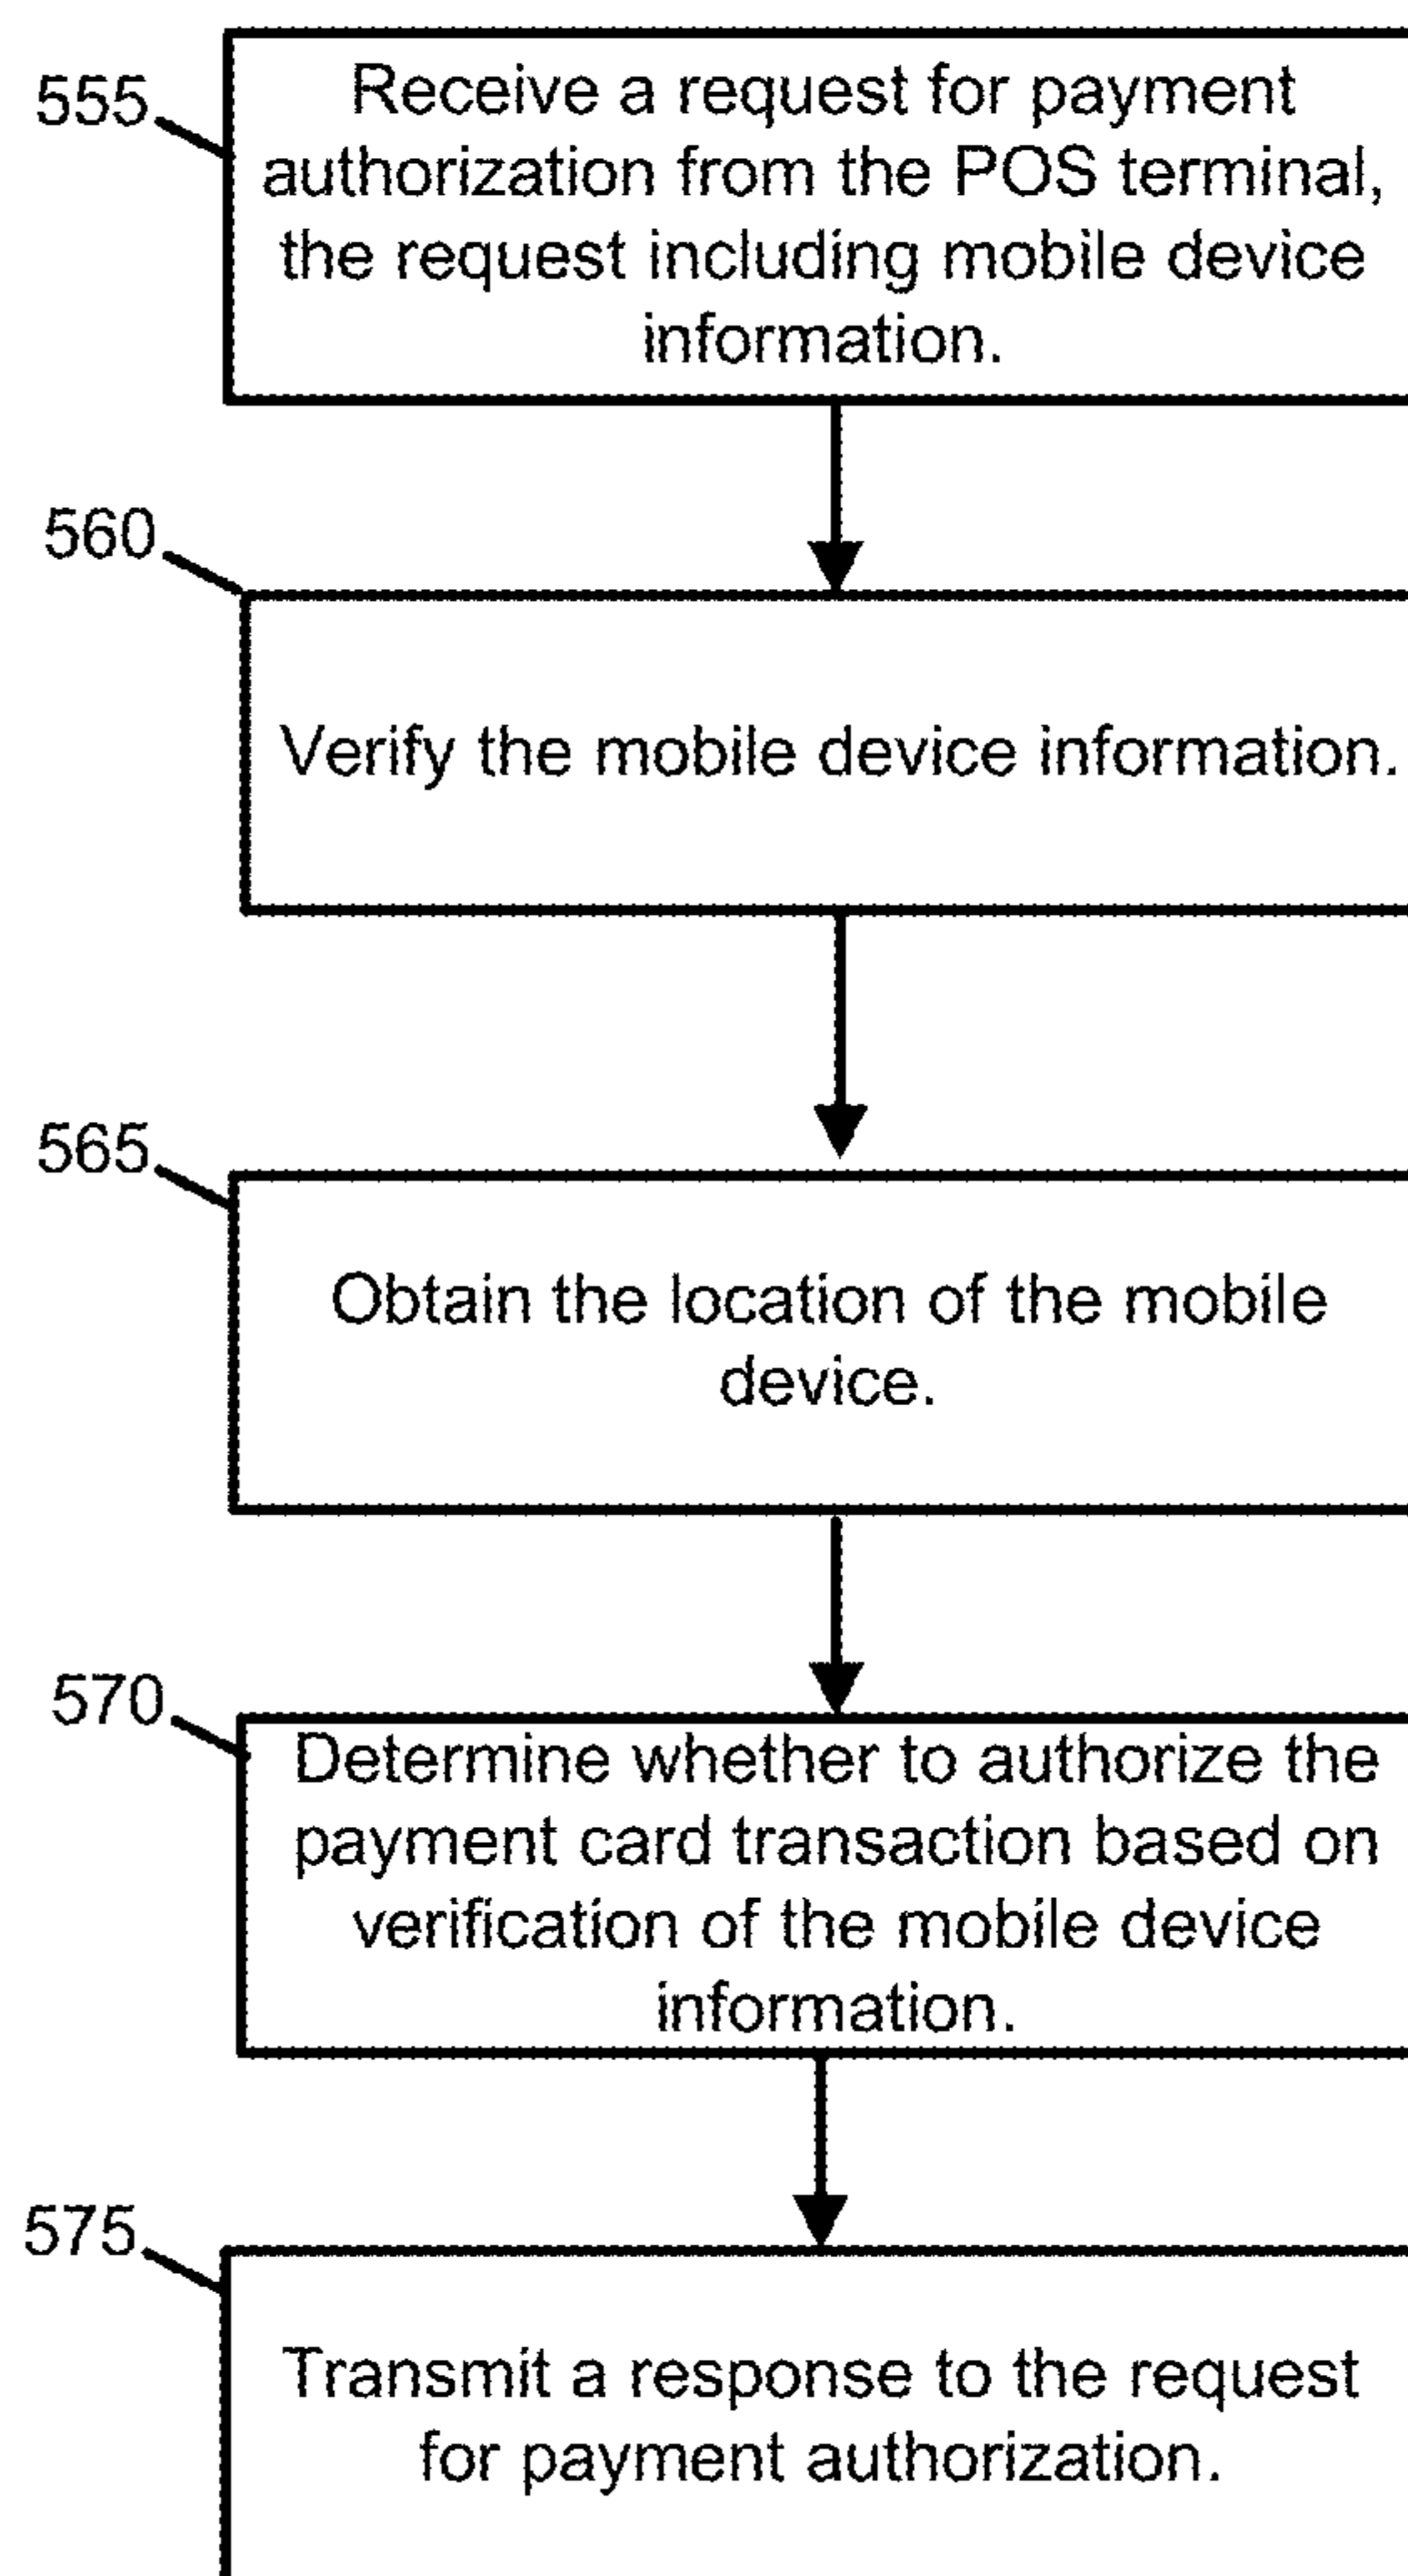 555
Receive a request for payment
authorization from the POS terminal,
the request including mobile device
information.
560
Verify the mobile device information.
565
Obtain the location of the mobile
device.
570
Determine whether to authorize the
payment card transaction based on
verification of the mobile device
information.
575
Transmit a response to the request
for payment authorization.